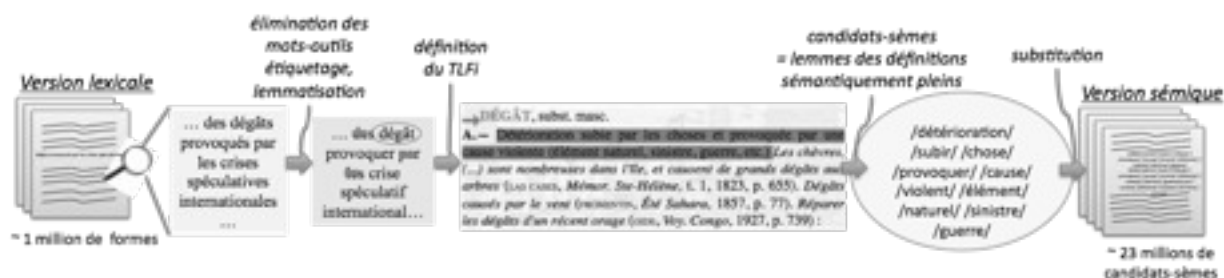 Version lexicale
~ 1 million de formes
élimination des
mots-outils
étiquetage,
lemmatisation
... des dégâts
provoqués par
les crises
spéculatives
internationales
...
... des dégât
provoquer par
les crise
spéculatif
international...
définition
du TLFi
DÉGÂT, subst. masc.
A.— Détérioration subie par les choses et provoquée par une
cause violente (élément naturel, sinistre, guerre, etc.) Les chèvres,
(...) sont nombreuses dans l'île, et causent de grands dégâts aux
arbres (LAS CASES, Mémor. Ste-Hélène, t. 1, 1823, p. 655). Dégâts
causés par le vent (FROMENTIN, Été Sahara, 1857, p. 77). Réparer
les dégâts d'un récent orage (GIDE, Voy. Congo, 1927, p. 739) :
candidats-sèmes
= lemmes des définitions
sémantiquement pleins
/détérioration/
/subir/ /chose/
/provoquer/ /cause/
/violent/ /élément/
/naturel/ /sinistre/
/guerre/
substitution
Version sémique
~ 23 millions de
candidats-sèmes